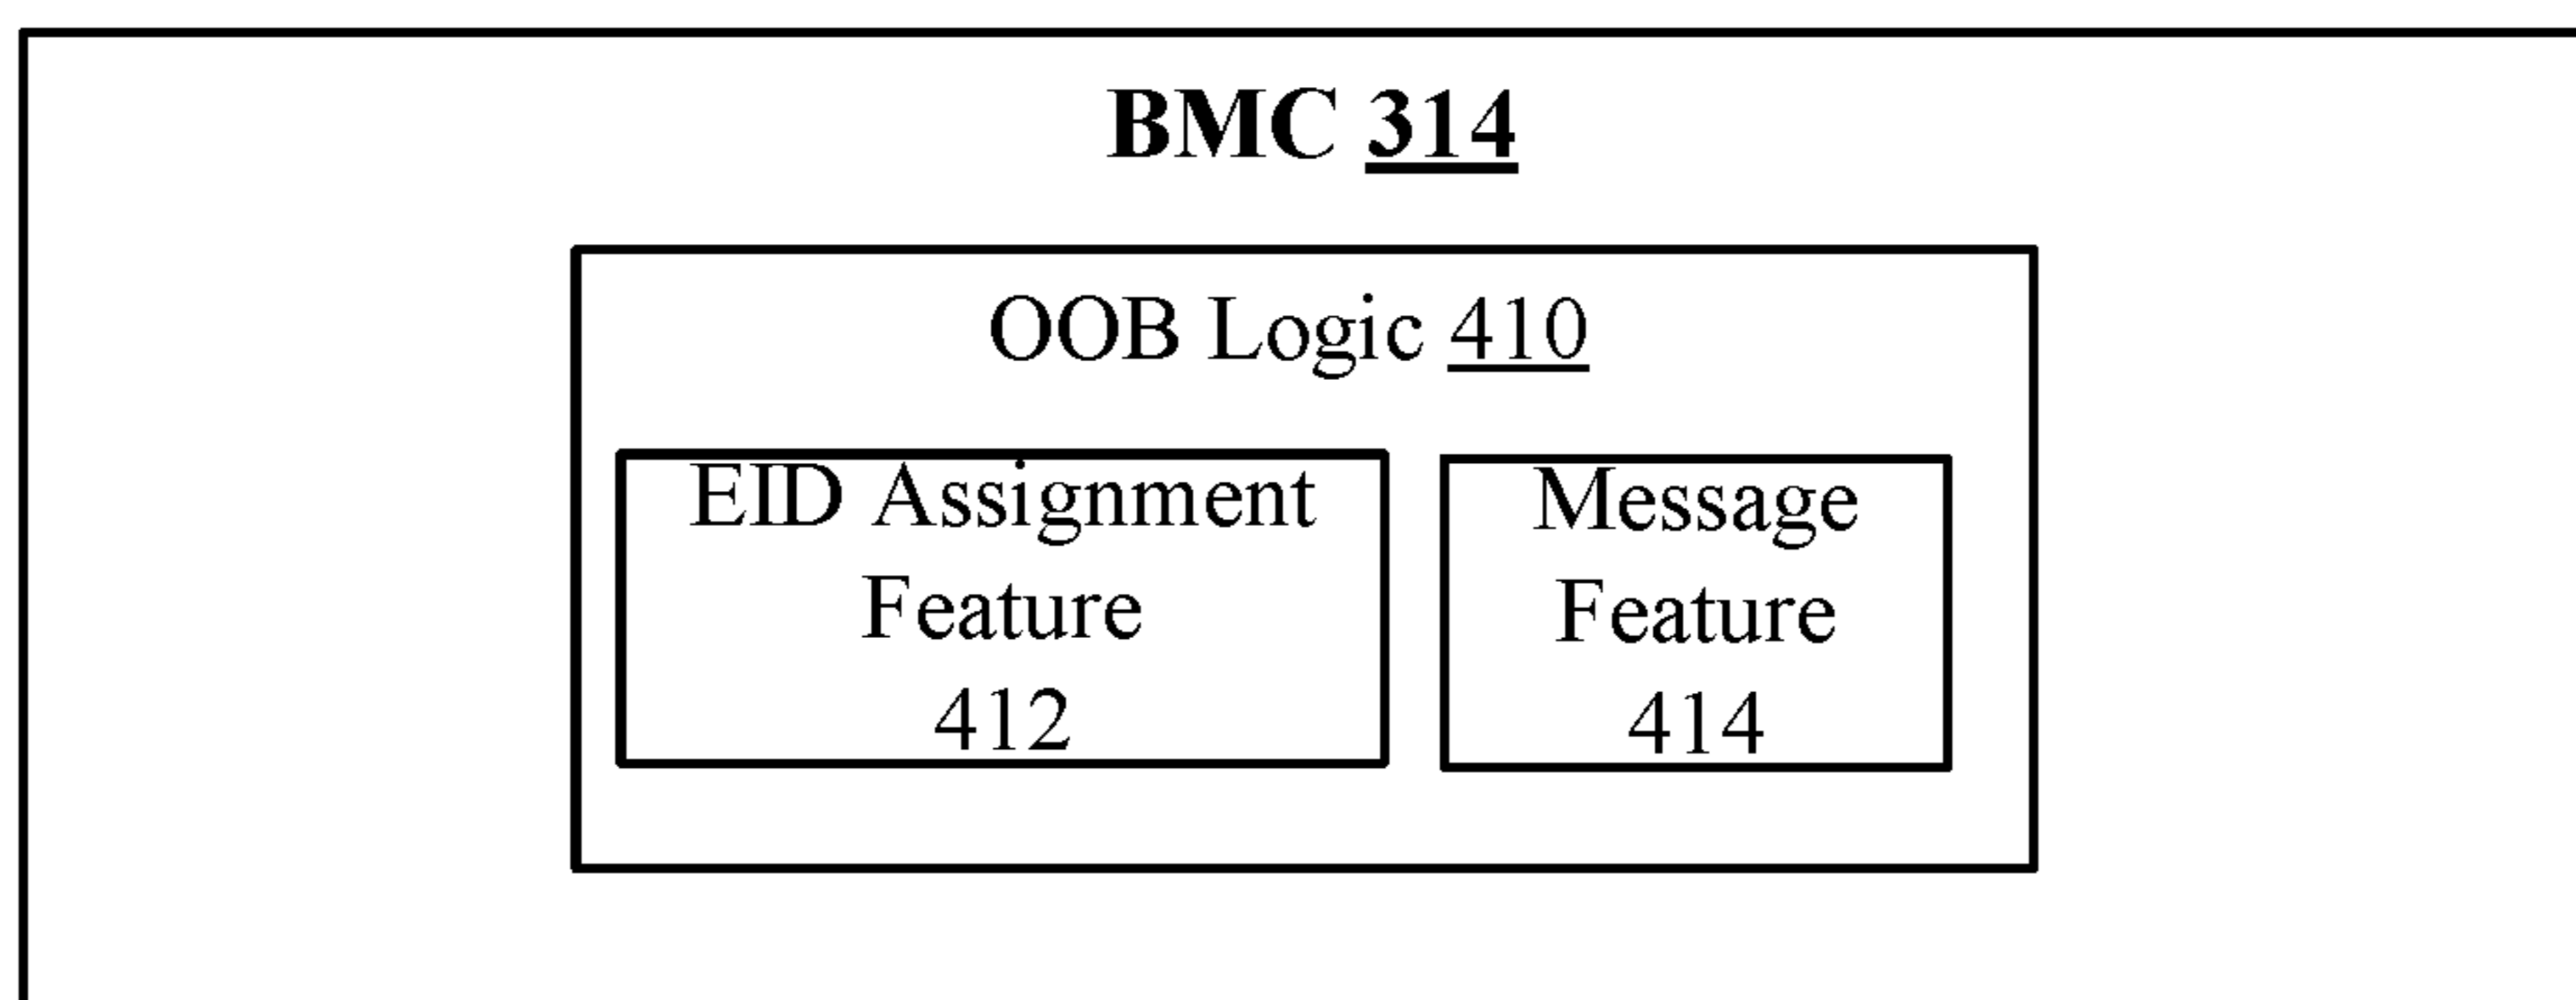 BMC 314
OOB Logic 410
EID Assignment
Feature
412
Message
Feature
414